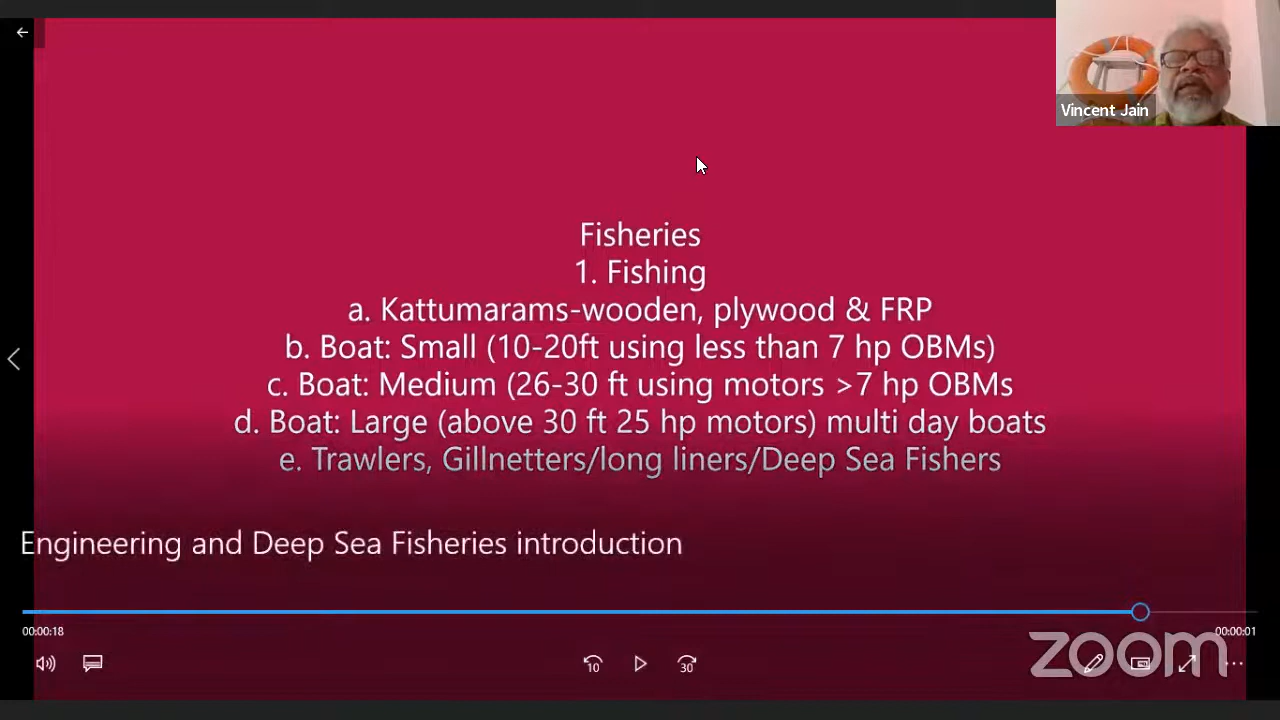 Vincent Jain
Fisheries
1. Fishing
a. Kattumarams-wooden, plywood & FRP
b. Boat: Small (10-20ft using less than 7 hp OBMs)
c. Boat: Medium (26-30 ft using motors >7 hp OBMs
d. Boat: Large (above 30 ft 25 hp motors) multi day boats
e. Trawlers, Gillnetters/long liners/Deep Sea Fishers
Engineering and Deep Sea Fisheries introduction
00:00:18
00:00:01
10
30
zoom